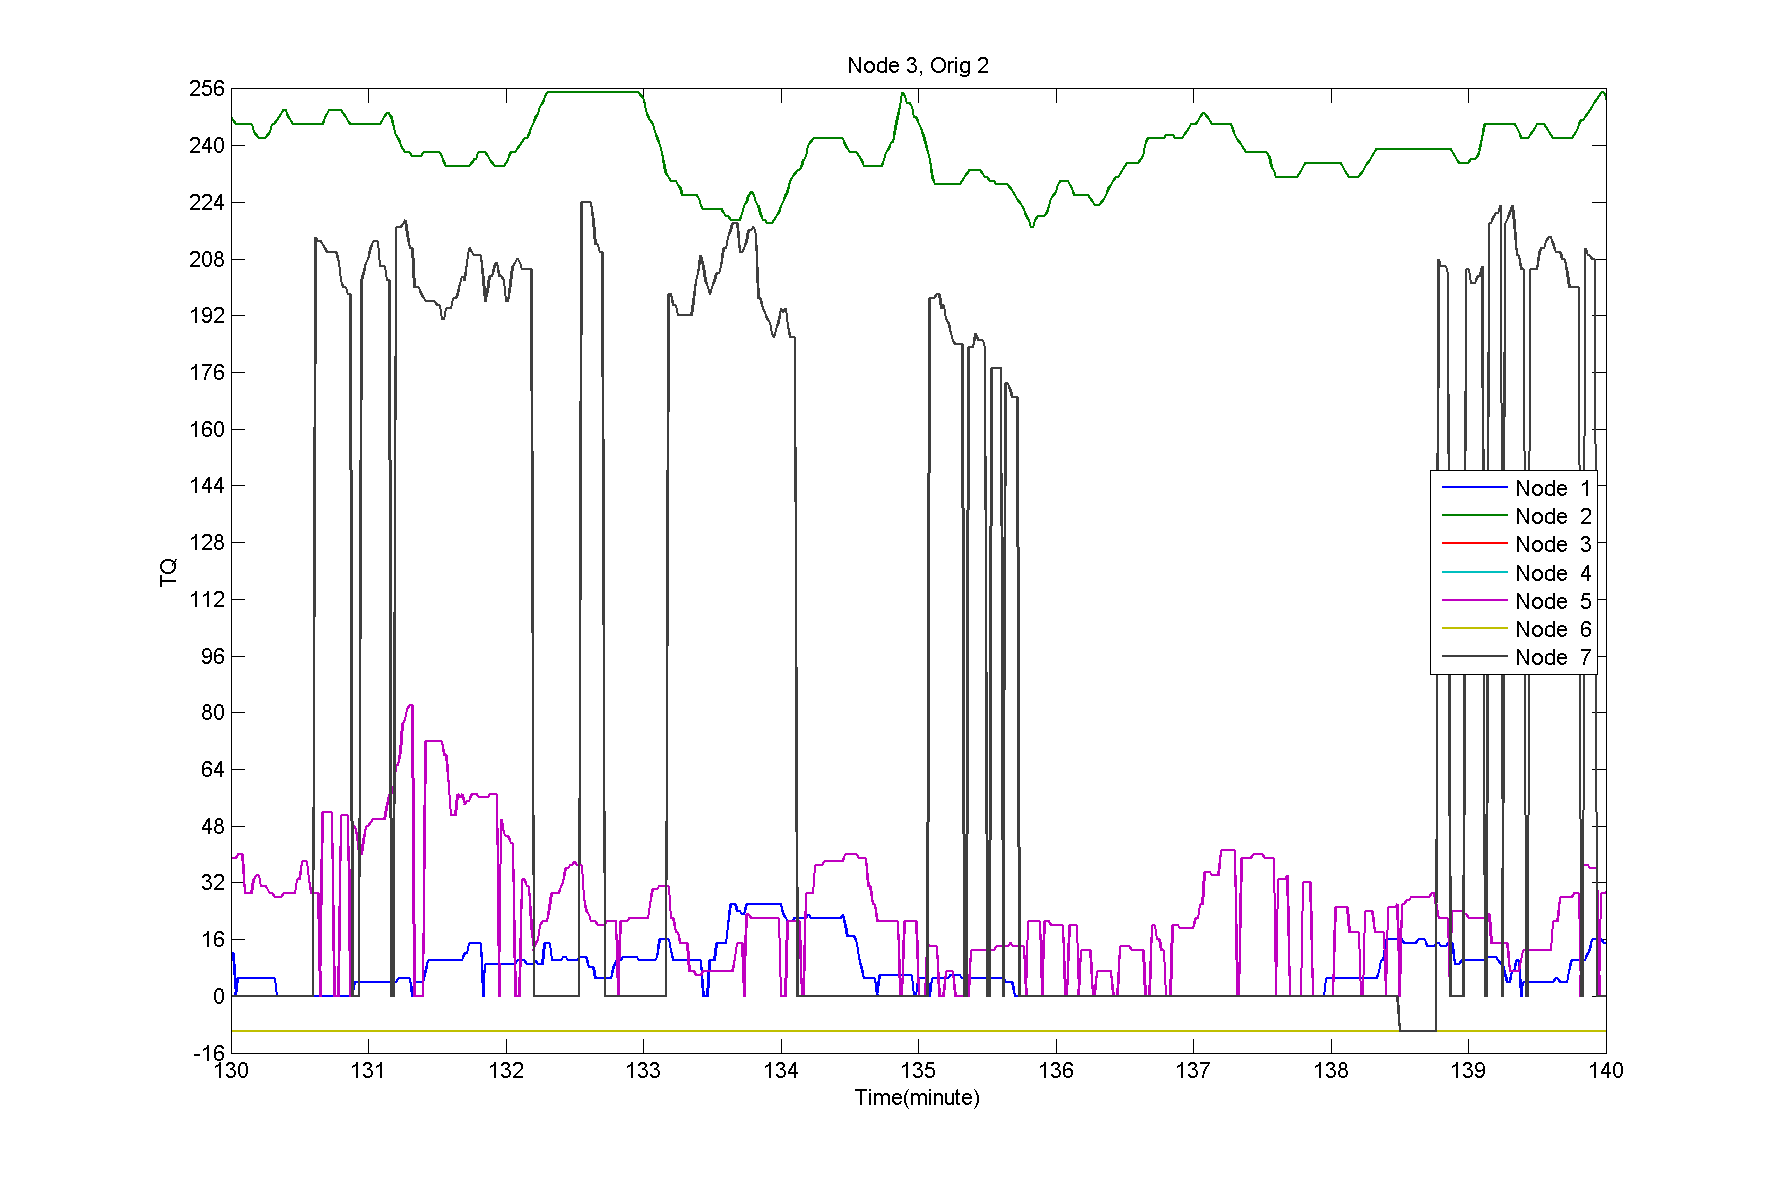 Node 3, Orig 2
256
240
224
208
192
176
160
144
128
112
96
80
64
48
32
16
0
-16
TQ
Node 1
Node 2
Node 3
Node 4
Node 5
Node 6
Node 7
130 131 132 133 134 135 136 137 138 139 140
Time(minute)